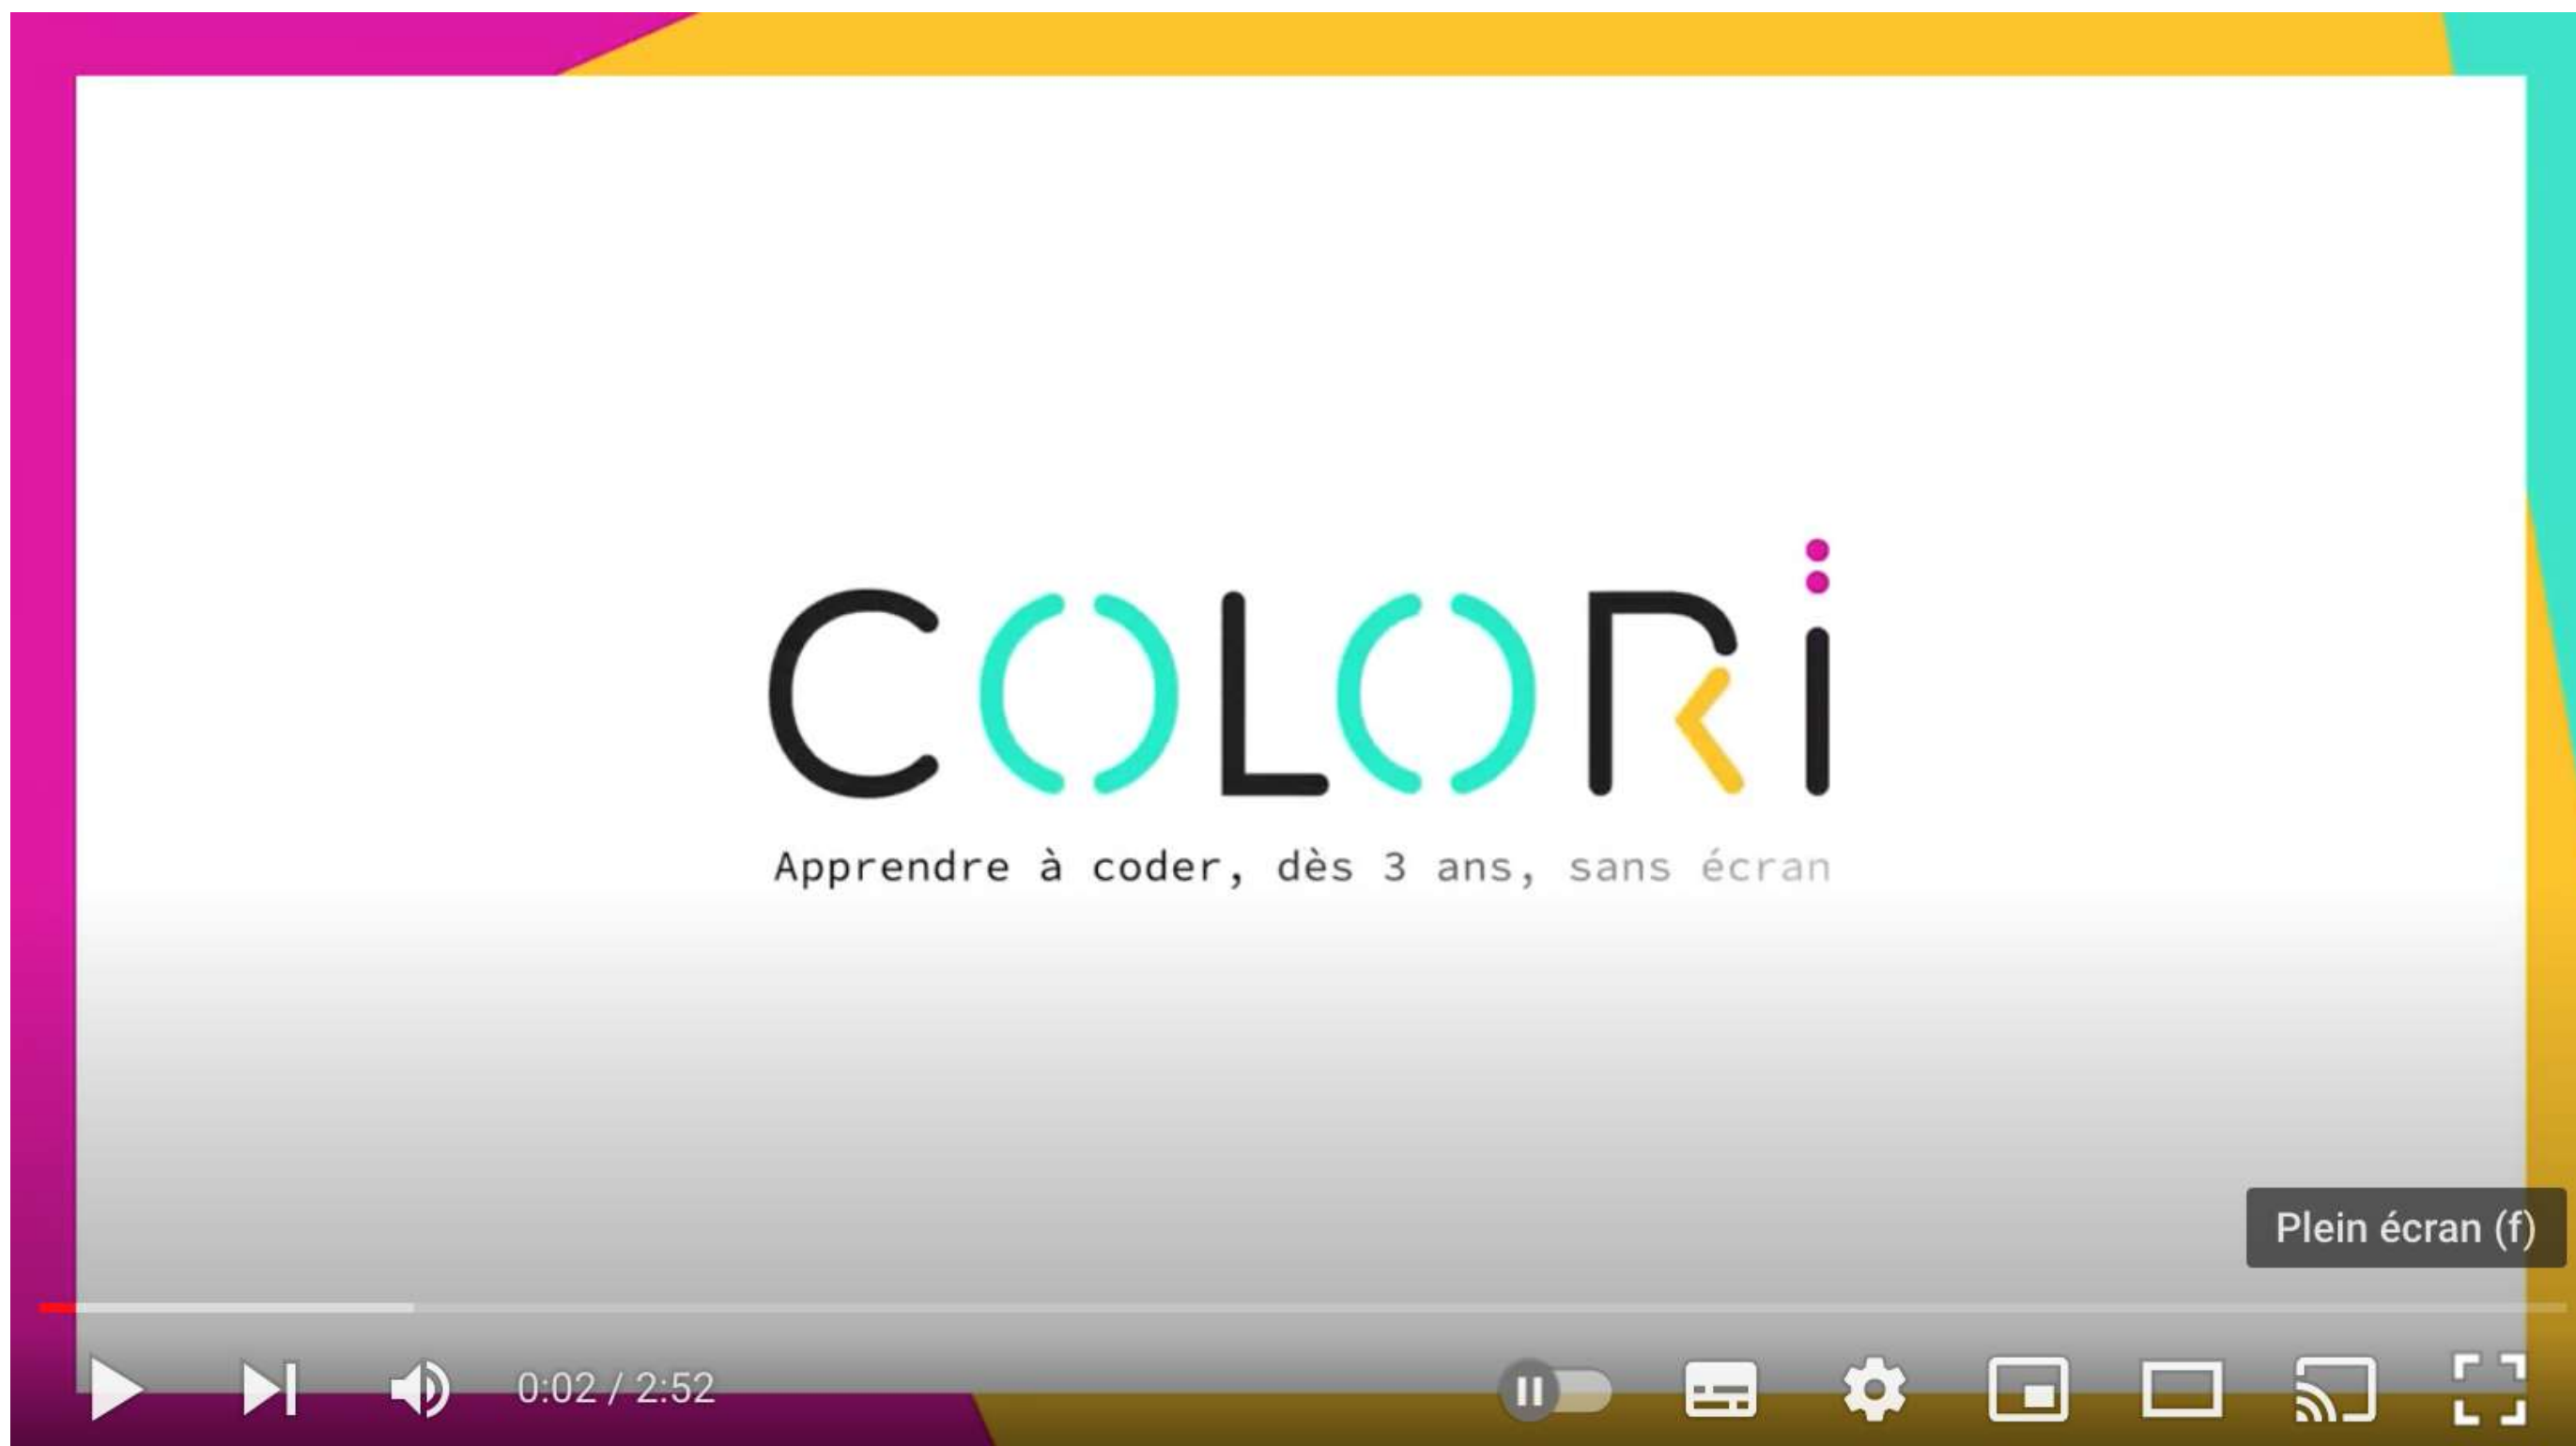 COLORi
Apprendre à coder, dès 3 ans, sans écran
Plein écran (f)
0:02 / 2:52